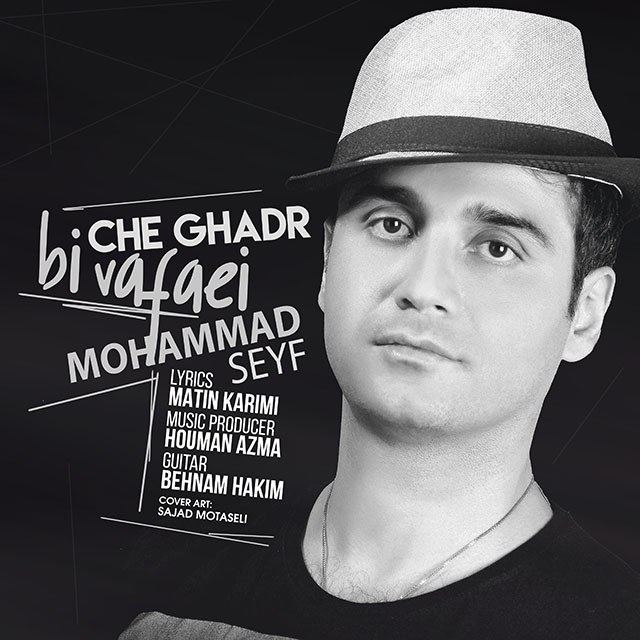 CHE GHADR
bi vafaei
MOHAMMAD
SEYF
LYRICS
MATIN KARIMI
MUSIC PRODUCER
HOUMAN AZMA
GUITAR
BEHNAM HAKIM
COVER ART:
SAJAD MOTASELI